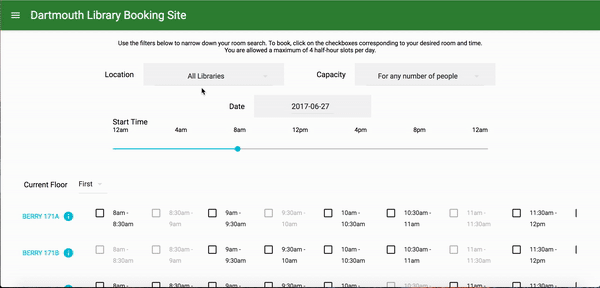 Dartmouth Library Booking Site
Use the filters below to narrow down your room search. To book, click on the checkboxes corresponding to your desired room and time.
You are allowed a maximum of 4 half-hour slots per day.
Location All Libraries Capacity For any number of people
Date 2017-06-27
Start Time
12am 4am 8am 12pm 4pm 8pm 12am
Current Floor First
BERRY 171A 8am - 8:30am - 9am - 9:30am - 10am - 10:30am - 11am - 11:30am -
8:30am 9am 9:30am 10am 10:30am 11am 11:30am 12pm
BERRY 171B 8am - 8:30am - 9am - 9:30am - 10am - 10:30am - 11am - 11:30am -
8:30am 9am 9:30am 10am 10:30am 11am 11:30am 12pm
8am - 8:30am - 9am - 9:30am - 10am - 10:30am - 11am - 11:30am -